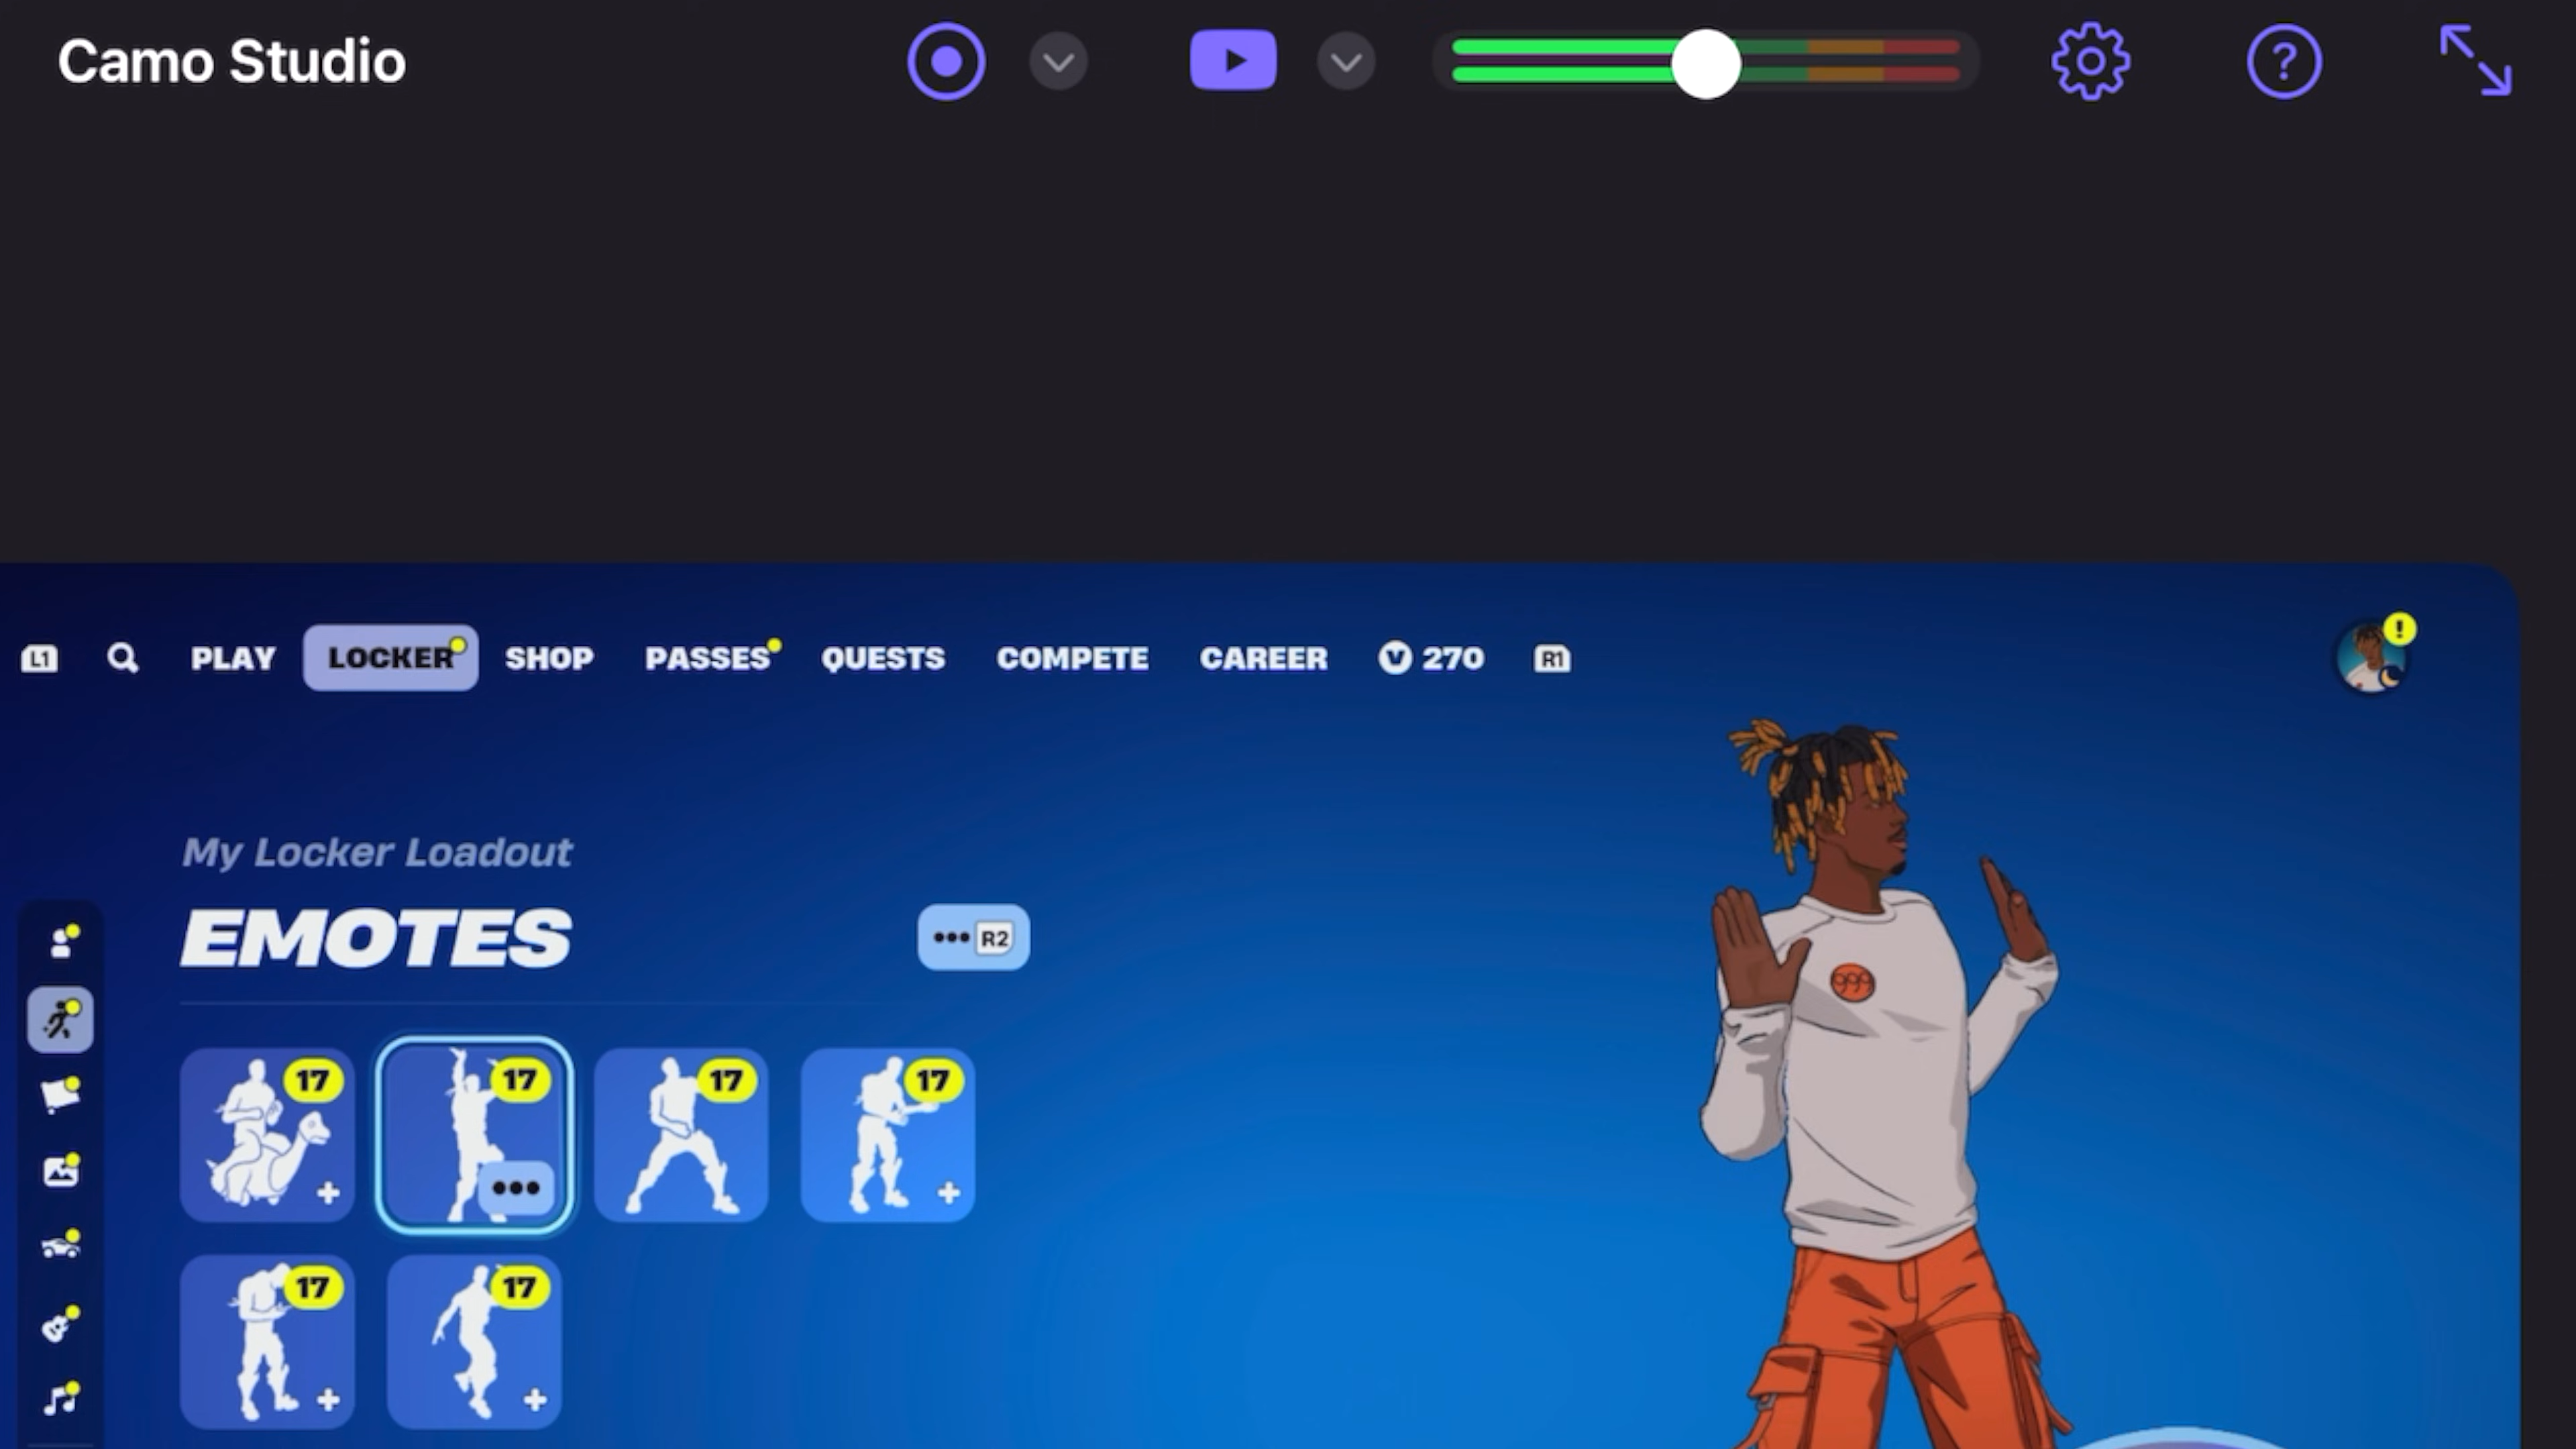 Camo Studio
L1 PLAY LOCKER SHOP PASSES QUESTS COMPETE CAREER V 270 R1
!
My Locker Loadout
EMOTES
••• R2
17 17 17 17
•••
17 17
999